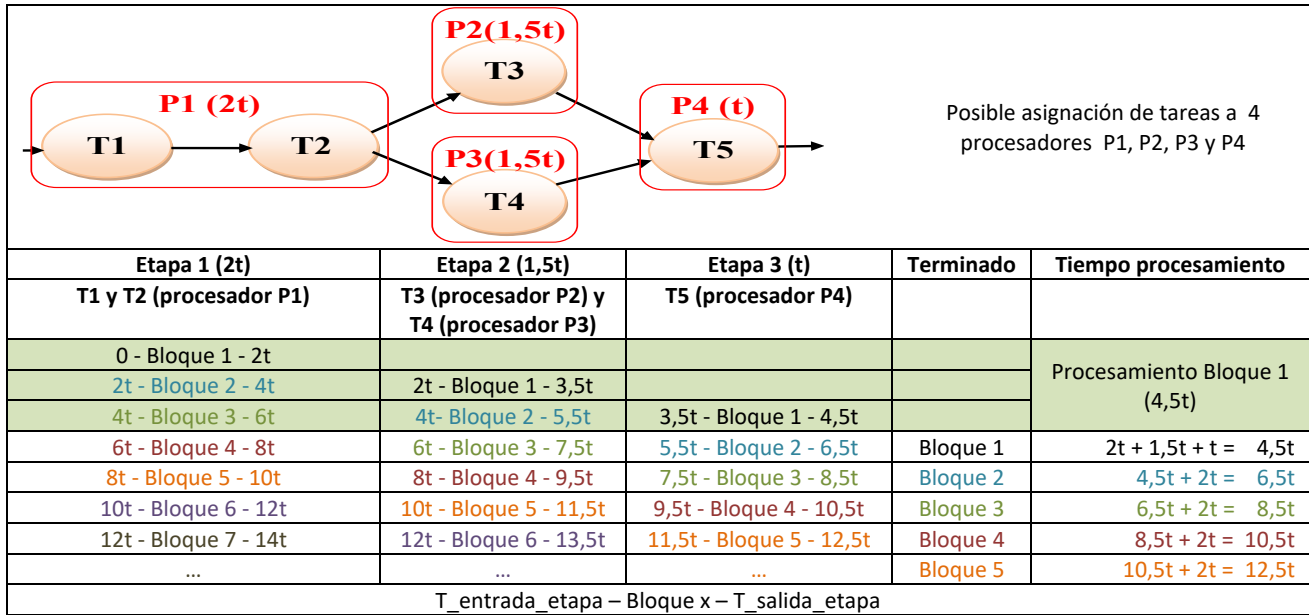 P2(1,5t)
T3
P1 (2t)
T1
T2
P4 (t)
T5
P3(1,5t)
T4
Posible asignación de tareas a 4
procesadores P1, P2, P3 y P4
Etapa 1 (2t) Etapa 2 (1,5t) Etapa 3 (t) Terminado Tiempo procesamiento
T1 y T2 (procesador P1) T3 (procesador P2) y T5 (procesador P4)
T4 (procesador P3)
0 - Bloque 1 - 2t
Procesamiento Bloque 1
2t - Bloque 2 - 4t 2t - Bloque 1 - 3,5t
(4,5t)
4t - Bloque 3 - 6t 4t- Bloque 2 - 5,5t 3,5t - Bloque 1 - 4,5t
6t - Bloque 4 - 8t 6t - Bloque 3 - 7,5t 5,5t - Bloque 2 - 6,5t Bloque 1 2t + 1,5t + t = 4,5t
8t - Bloque 5 - 10t 8t - Bloque 4 - 9,5t 7,5t - Bloque 3 - 8,5t Bloque 2 4,5t + 2t = 6,5t
10t - Bloque 6 - 12t 10t - Bloque 5 - 11,5t 9,5t - Bloque 4 - 10,5t Bloque 3 6,5t + 2t = 8,5t
12t - Bloque 7 - 14t 12t - Bloque 6 - 13,5t 11,5t - Bloque 5 - 12,5t Bloque 4 8,5t + 2t = 10,5t
... ... ... Bloque 5 10,5t + 2t = 12,5t
T_entrada_etapa – Bloque x – T_salida_etapa